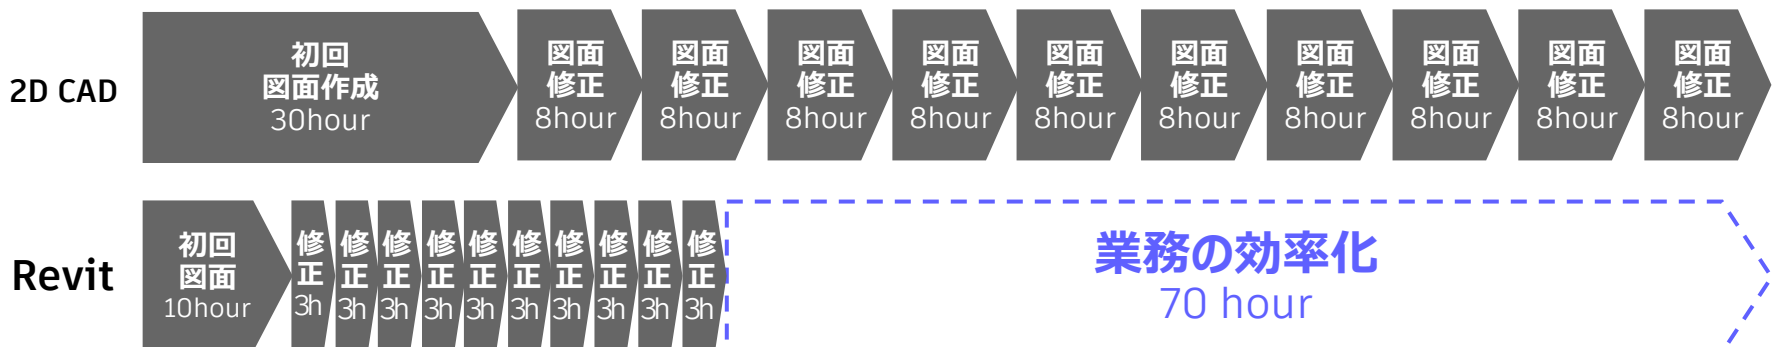 2D CAD
初回
図面作成
30hour
図面
修正
8hour
図面
修正
8hour
図面
修正
8hour
図面
修正
8hour
図面
修正
8hour
図面
修正
8hour
図面
修正
8hour
図面
修正
8hour
図面
修正
8hour
図面
修正
8hour
Revit
初回
図面
10hour
修
正
3h
修
正
3h
修
正
3h
修
正
3h
修
正
3h
修
正
3h
修
正
3h
修
正
3h
修
正
3h
修
正
3h
業務の効率化
70 hour